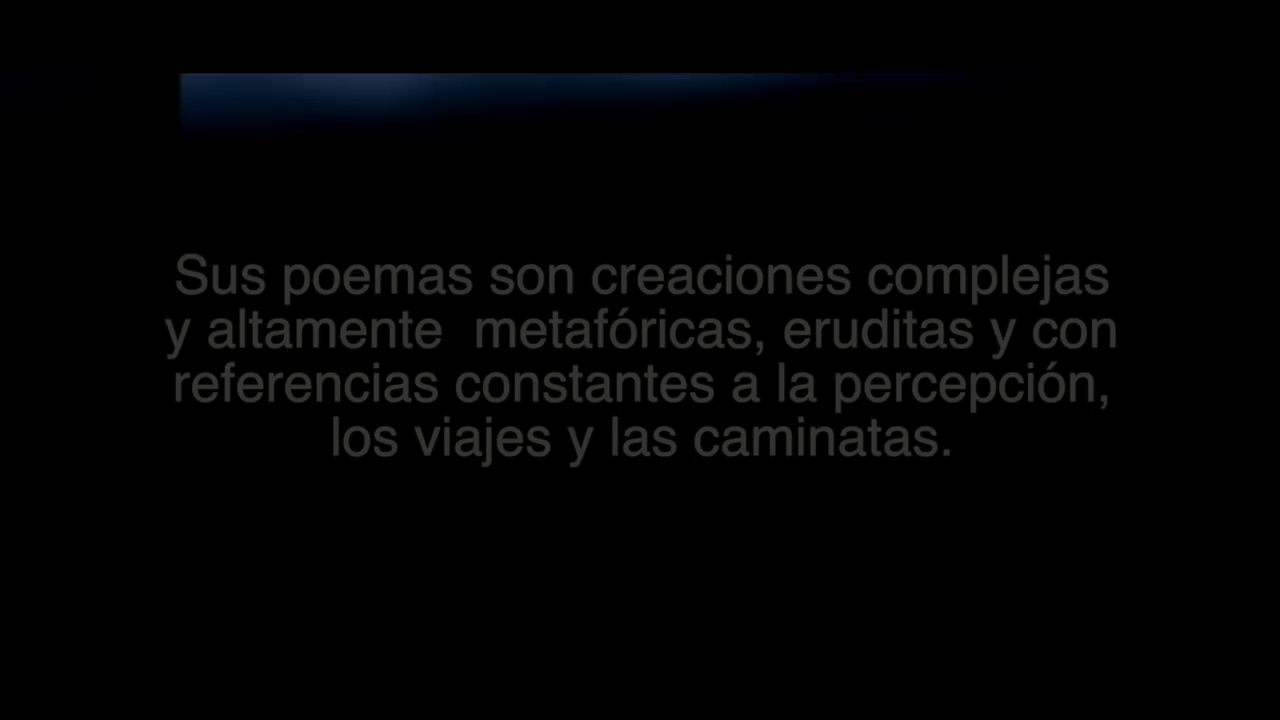 Sus poemas son creaciones complejas
y altamente  metafóricas, eruditas y con
referencias constantes a la percepción,
los viajes y las caminatas.